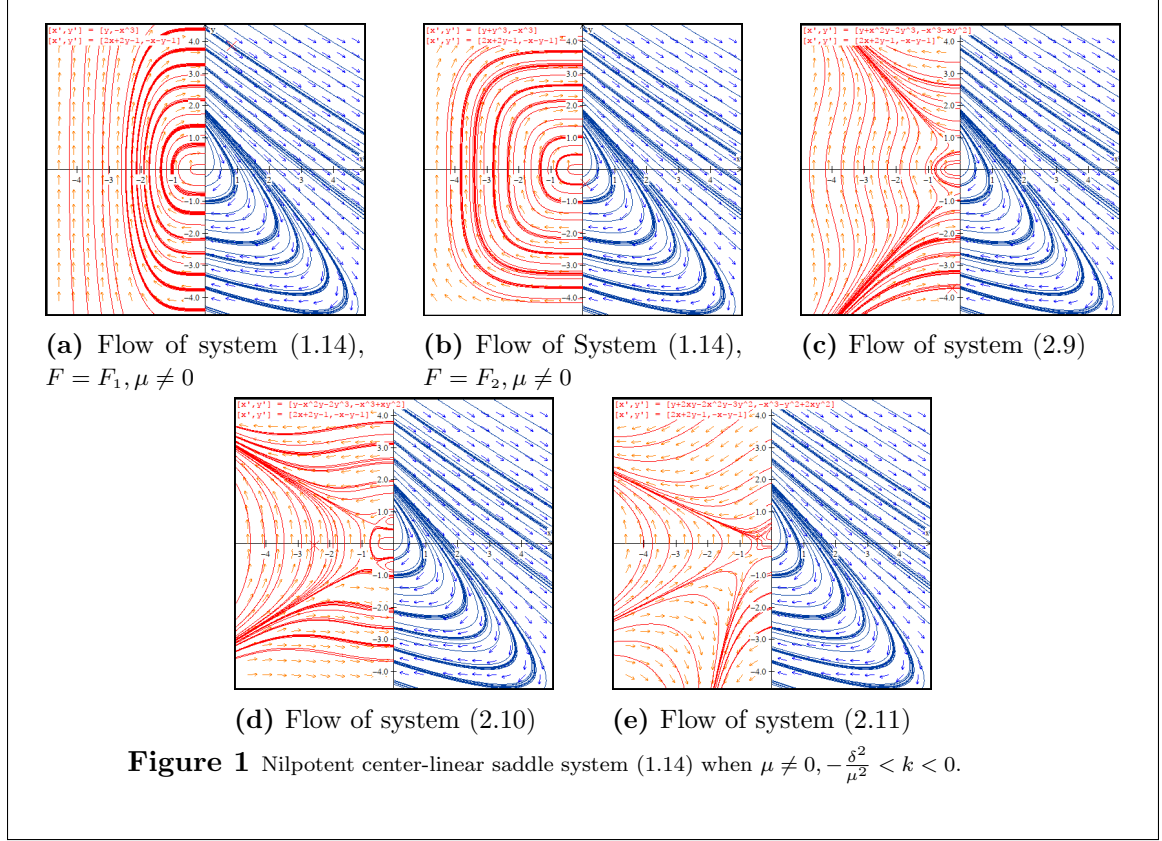 [x',y'] = [y,-x^3]
[x',y'] = [2x+2y-1,-x-y-1]
[x',y'] = [y+y^3,-x^3]
[x',y'] = [2x+2y-1,-x-y-1]
[x',y'] = [y+x^2y-2y^3,-x^3-xy^2]
[x',y'] = [2x+2y-1,-x-y-1]
(a) Flow of system (1.14),
F = F₁, μ ≠ 0
(b) Flow of System (1.14),
F = F₂, μ ≠ 0
(c) Flow of system (2.9)
[x',y'] = [y-x^2y-2y^3,-x^3+xy^2]
[x',y'] = [2x+2y-1,-x-y-1]
[x',y'] = [y+2xy-2x^2y-3y^2,-x^3-y^2+2xy^2]
[x',y'] = [2x+2y-1,-x-y-1]
(d) Flow of system (2.10)
(e) Flow of system (2.11)
Figure 1 Nilpotent center-linear saddle system (1.14) when μ ≠ 0, −δ²/μ² < k < 0.